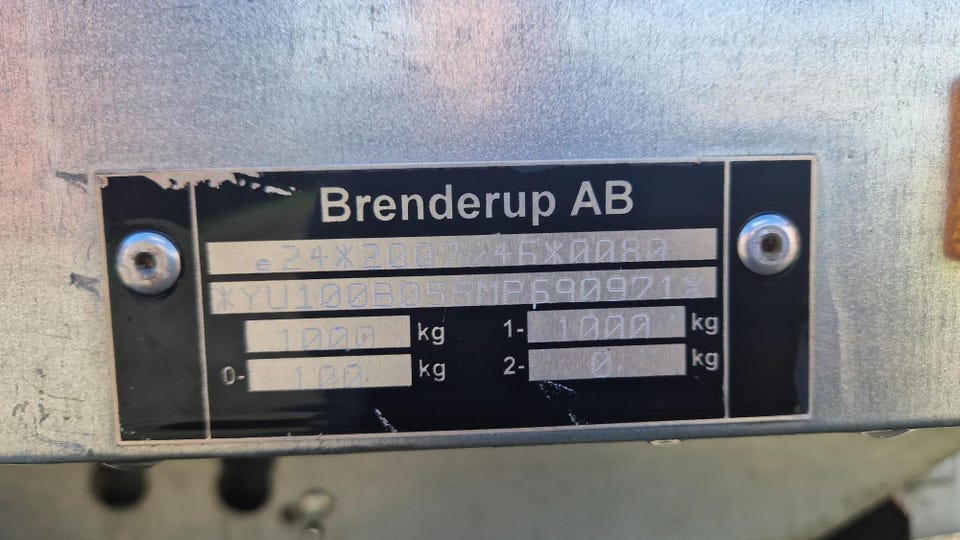 Brenderup AB
e24*2007/46*0080
*YU100B055MP690971*
1000 kg 1- 1000 kg
0- 100 kg 2- 0 kg